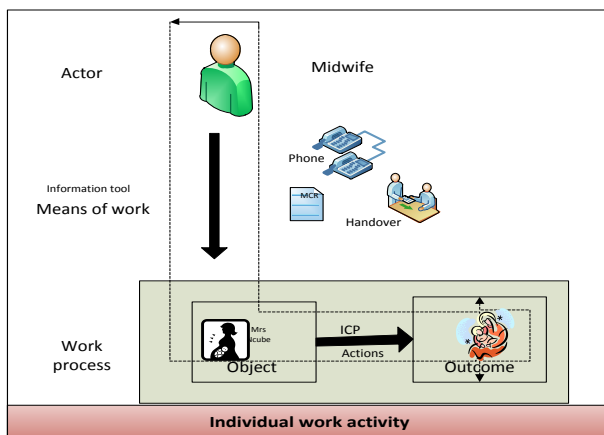 Actor
Midwife
Phone
MCR
Handover
Information tool
Means of work
Mrs
Ncube
ICP
Actions
Object
Outcome
Work
process
Individual work activity